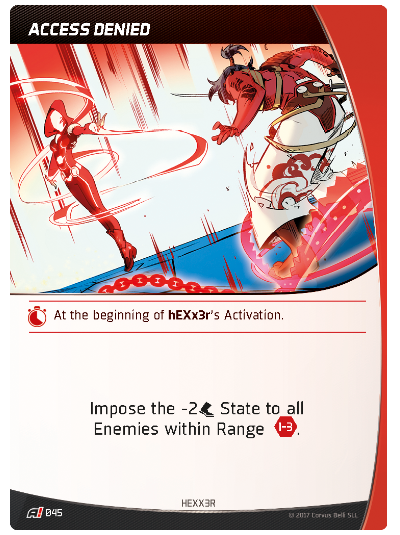 ACCESS DENIED
At the beginning of hEXx3r's Activation.
Impose the -2 State to all
Enemies within Range 1-3.
HEXX3R
A! 045
© 2017 Corvus Belli SLL